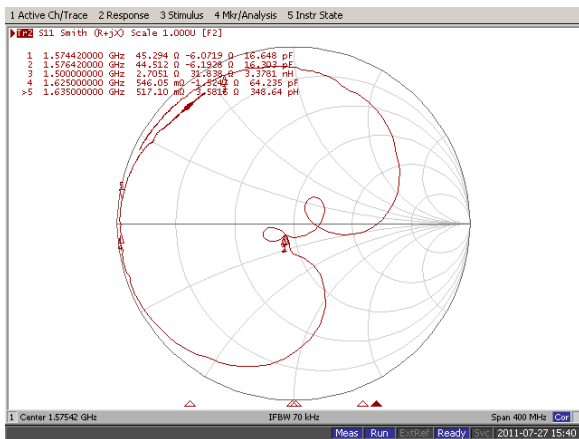 1 Active Ch/Trace 2 Response 3 Stimulus 4 Mkr/Analysis 5 Instr State
Tr2 S11 Smith (R+jX) Scale 1.000U [F2]
1 1.574420000 GHz 45.294 Ω -6.0719 Ω 16.648 pF
2 1.576420000 GHz 44.512 Ω -6.1928 Ω 16.303 pF
3 1.500000000 GHz 2.7051 Ω 31.838 Ω 3.3781 nH
4 1.625000000 GHz 546.05 mΩ -1.5247 Ω 64.235 pF
>5 1.635000000 GHz 517.10 mΩ 3.5816 Ω 348.64 pH
5
4
2
1 Center 1.57542 GHz IFBW 70 kHz Span 400 MHz Cor
Meas Run ExtRef Ready Svc 2011-07-27 15:40